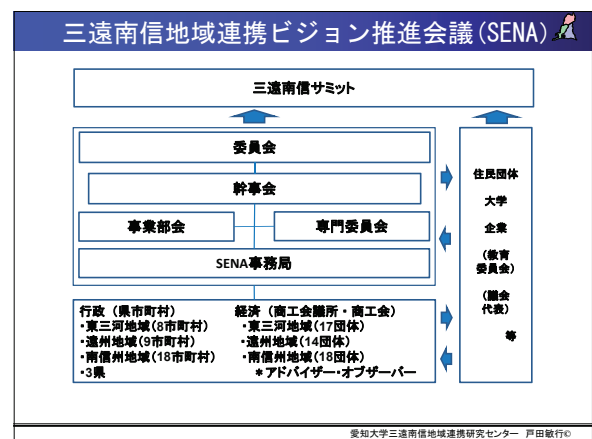 三遠南信地域連携ビジョン推進会議(SENA)
三遠南信サミット
委員会
幹事会
事業部会
専門委員会
SENA事務局
行政（県市町村）
・東三河地域(8市町村)
・遠州地域(9市町村)
・南信州地域(18市町村)
・3県
経済（商工会議所・商工会）
・東三河地域(17団体)
・遠州地域(14団体)
・南信州地域(18団体)
＊アドバイザー・オブザーバー
住民団体
大学
企業
(教育
委員会)
(議会
代表)
等
愛知大学三遠南信地域連携研究センター　戸田敏行©